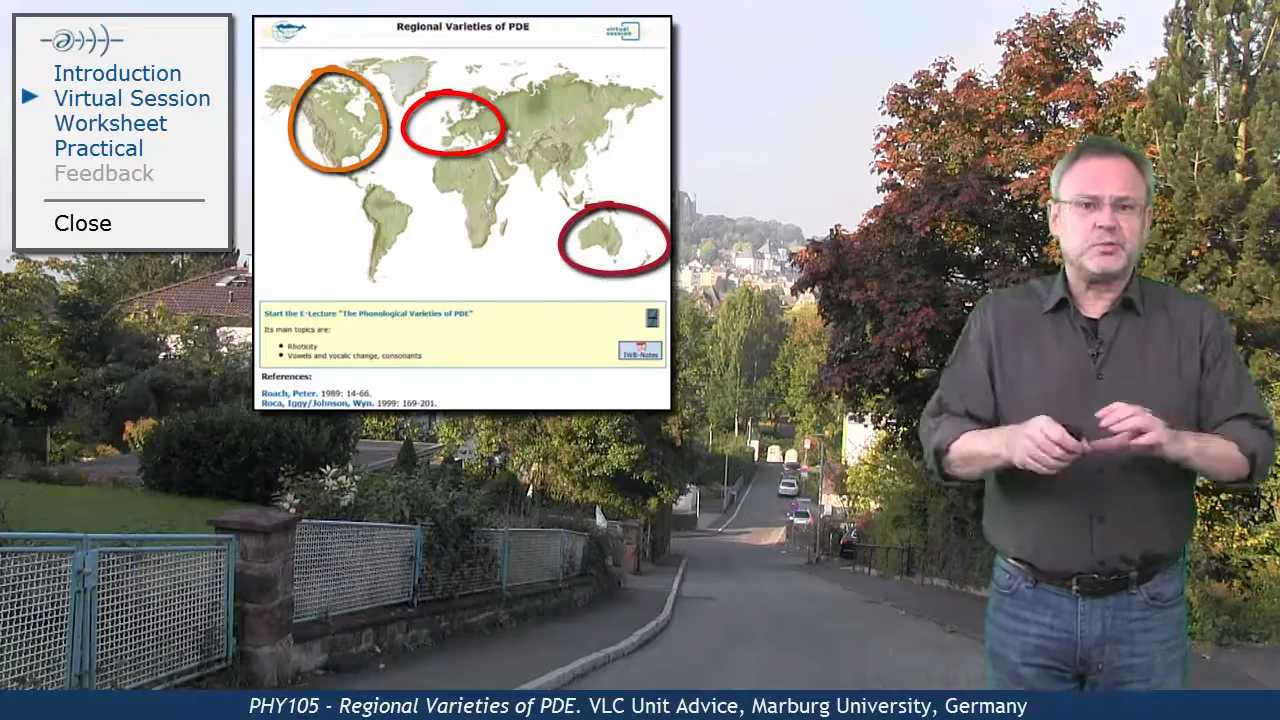 Introduction
Virtual Session
Worksheet
Practical
Feedback
Close
Regional Varieties of PDE
virtual
session
Start the E-Lecture "The Phonological Varieties of PDE"
Its main topics are:
Rhoticity
Vowels and vocalic change, consonants
IWB-Notes
References:
Roach, Peter. 1989: 14-66.
Roca, Iggy/Johnson, Wyn. 1999: 169-201.
PHY105 - Regional Varieties of PDE. VLC Unit Advice, Marburg University, Germany